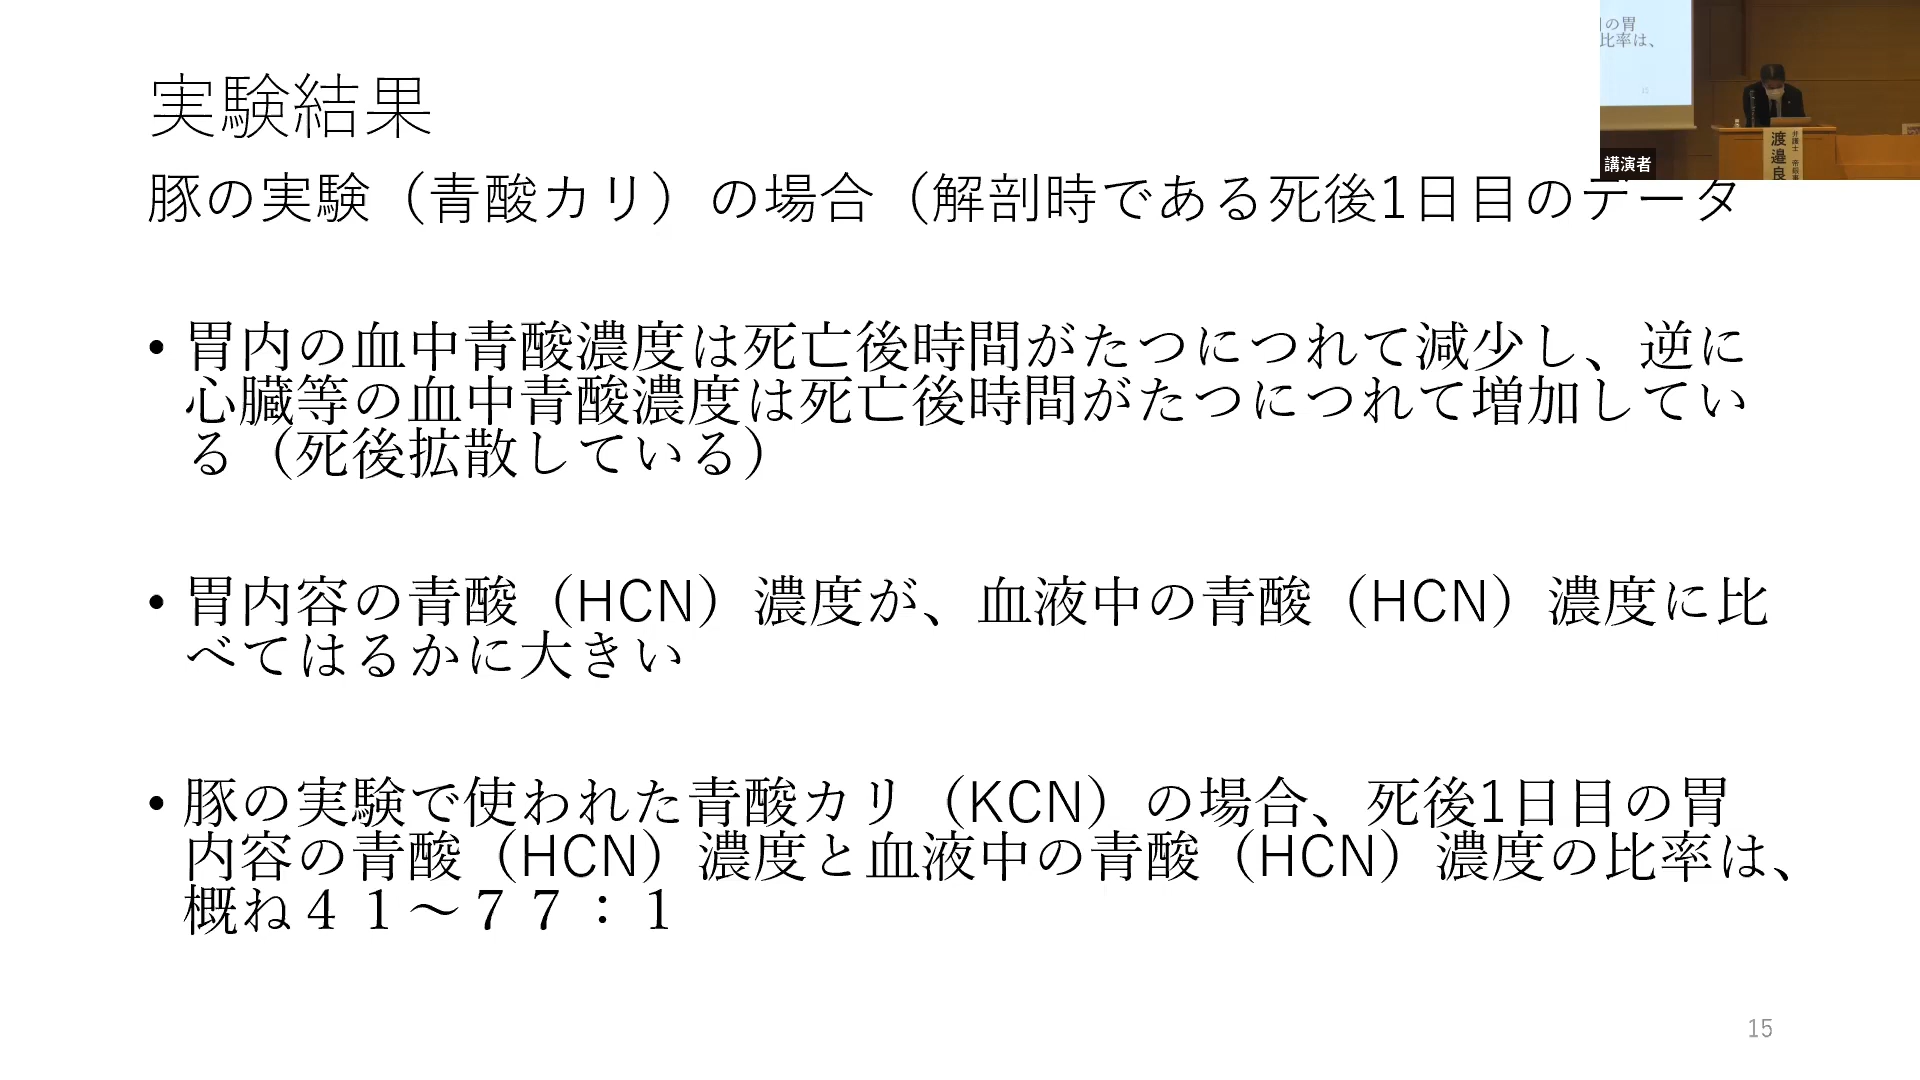 実験結果
豚の実験（青酸カリ）の場合（解剖時である死後1日目のデータ
• 胃内の血中青酸濃度は死亡後時間がたつにつれて減少し、逆に
心臓等の血中青酸濃度は死亡後時間がたつにつれて増加してい
る（死後拡散している）
• 胃内容の青酸（HCN）濃度が、血液中の青酸（HCN）濃度に比
べてはるかに大きい
• 豚の実験で使われた青酸カリ（KCN）の場合、死後1日目の胃
内容の青酸（HCN）濃度と血液中の青酸（HCN）濃度の比率は、
概ね４１～７７：１
15
目の胃
比率は、
講演者
弁護士
渡邉良